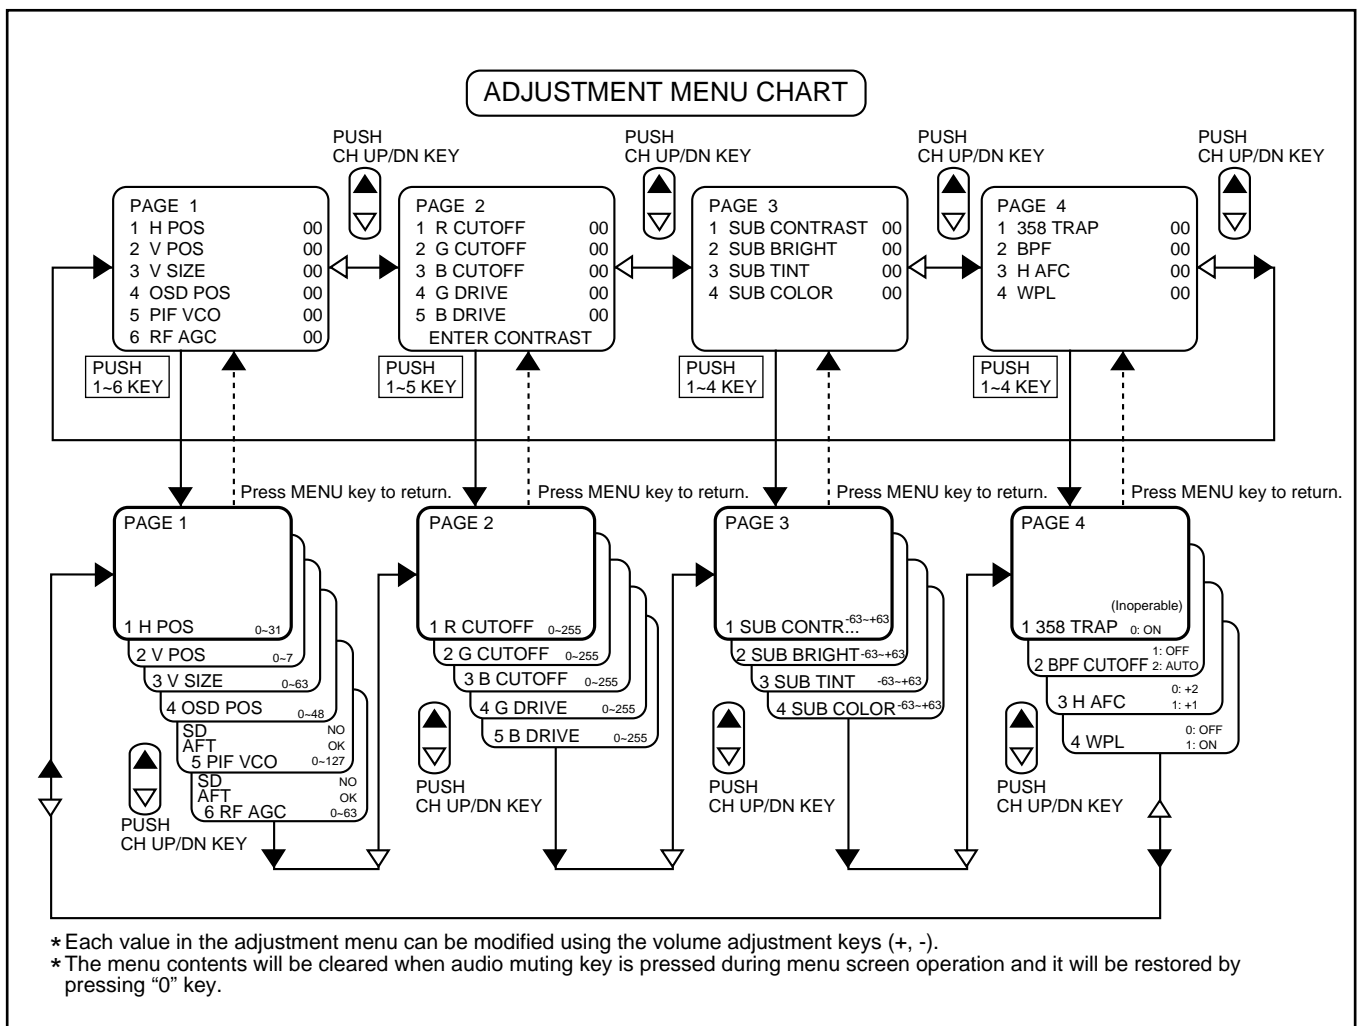 ADJUSTMENT MENU CHART
PUSH
CH UP/DN KEY
PUSH
CH UP/DN KEY
PUSH
CH UP/DN KEY
PUSH
CH UP/DN KEY
PAGE 1
1 H POS 00
2 V POS 00
3 V SIZE 00
4 OSD POS 00
5 PIF VCO 00
6 RF AGC 00
PAGE 2
1 R CUTOFF 00
2 G CUTOFF 00
3 B CUTOFF 00
4 G DRIVE 00
5 B DRIVE 00
ENTER CONTRAST
PAGE 3
1 SUB CONTRAST 00
2 SUB BRIGHT 00
3 SUB TINT 00
4 SUB COLOR 00
PAGE 4
1 358 TRAP 00
2 BPF 00
3 H AFC 00
4 WPL 00
PUSH
1~6 KEY
PUSH
1~5 KEY
PUSH
1~4 KEY
PUSH
1~4 KEY
Press MENU key to return.
Press MENU key to return.
Press MENU key to return.
Press MENU key to return.
PAGE 1
1 H POS 0~31
2 V POS 0~7
3 V SIZE 0~63
4 OSD POS 0~48
SD NO
AFT OK
5 PIF VCO 0~127
SD NO
AFT OK
6 RF AGC 0~63
PUSH
CH UP/DN KEY
PAGE 2
1 R CUTOFF 0~255
2 G CUTOFF 0~255
3 B CUTOFF 0~255
4 G DRIVE 0~255
5 B DRIVE 0~255
PUSH
CH UP/DN KEY
PAGE 3
1 SUB CONTR... -63~+63
2 SUB BRIGHT -63~+63
3 SUB TINT -63~+63
4 SUB COLOR -63~+63
PUSH
CH UP/DN KEY
PAGE 4
(Inoperable)
1 358 TRAP 0: ON
1: OFF
2 BPF CUTOFF 2: AUTO
0: +2
3 H AFC 1: +1
0: OFF
4 WPL 1: ON
PUSH
CH UP/DN KEY
* Each value in the adjustment menu can be modified using the volume adjustment keys (+, -).
* The menu contents will be cleared when audio muting key is pressed during menu screen operation and it will be restored by
pressing “0” key.